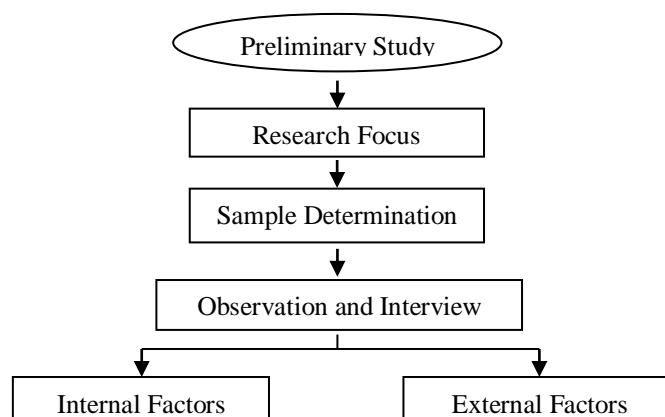 Preliminary Study
Research Focus
Sample Determination
Observation and Interview
Internal Factors
External Factors